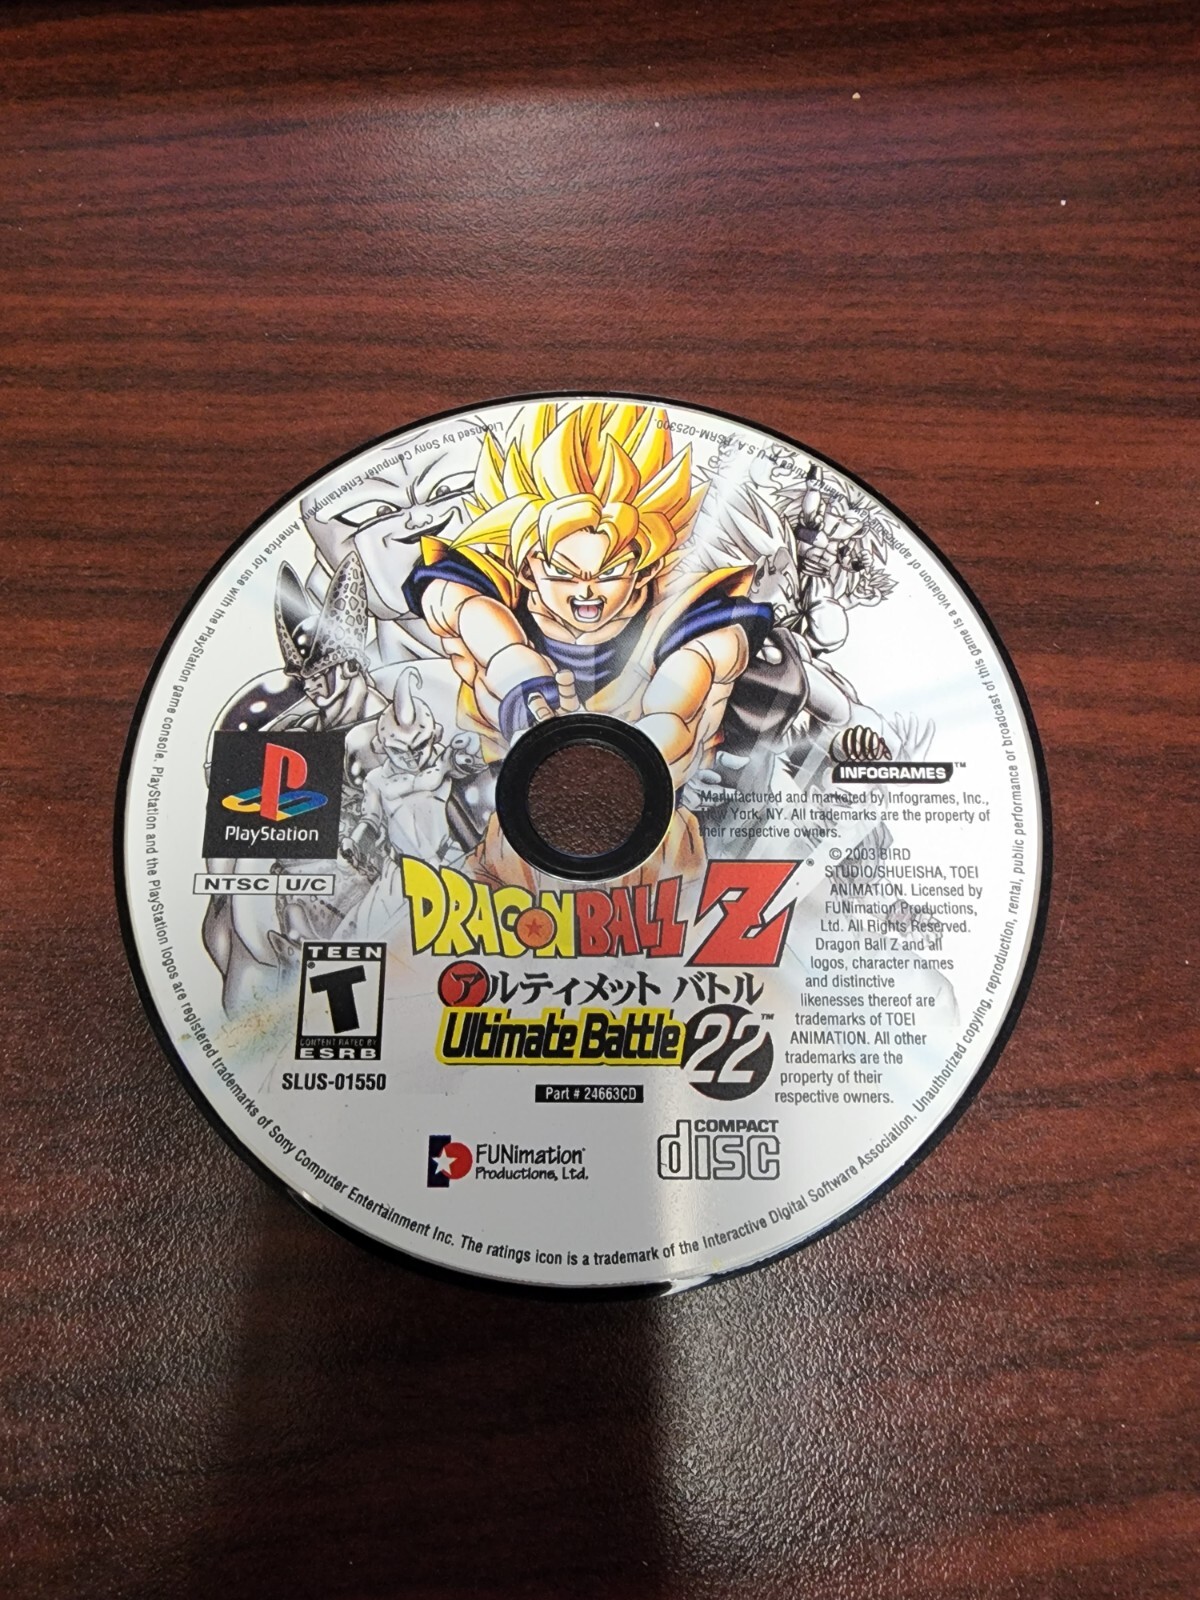 Licensed by Sony Computer Entertainment America for use with the PlayStation game console. PlayStation and the PlayStation logos are registered trademarks of Sony Computer Entertainment Inc. The ratings icon is a trademark of the Interactive Digital Software Association. Unauthorized copying, reproduction, rental, public performance or broadcast of this game is a violation of applicable U.S.A. PSRM-025300.
PlayStation
NTSC U/C
INFOGRAMES™
Manufactured and marketed by Infogrames, Inc.,
New York, NY. All trademarks are the property of
their respective owners.
© 2003 BIRD
STUDIO/SHUEISHA, TOEI
ANIMATION. Licensed by
FUNimation Productions,
Ltd. All Rights Reserved.
Dragon Ball Z and all
logos, character names
and distinctive
likenesses thereof are
trademarks of TOEI
ANIMATION. All other
trademarks are the
property of their
respective owners.
DRAGON BALL Z®
アルティメット バトル
Ultimate Battle 22™
TEEN
T
CONTENT RATED BY
ESRB
SLUS-01550
Part # 24663CD
FUNimation®
Productions, Ltd.
COMPACT
disc